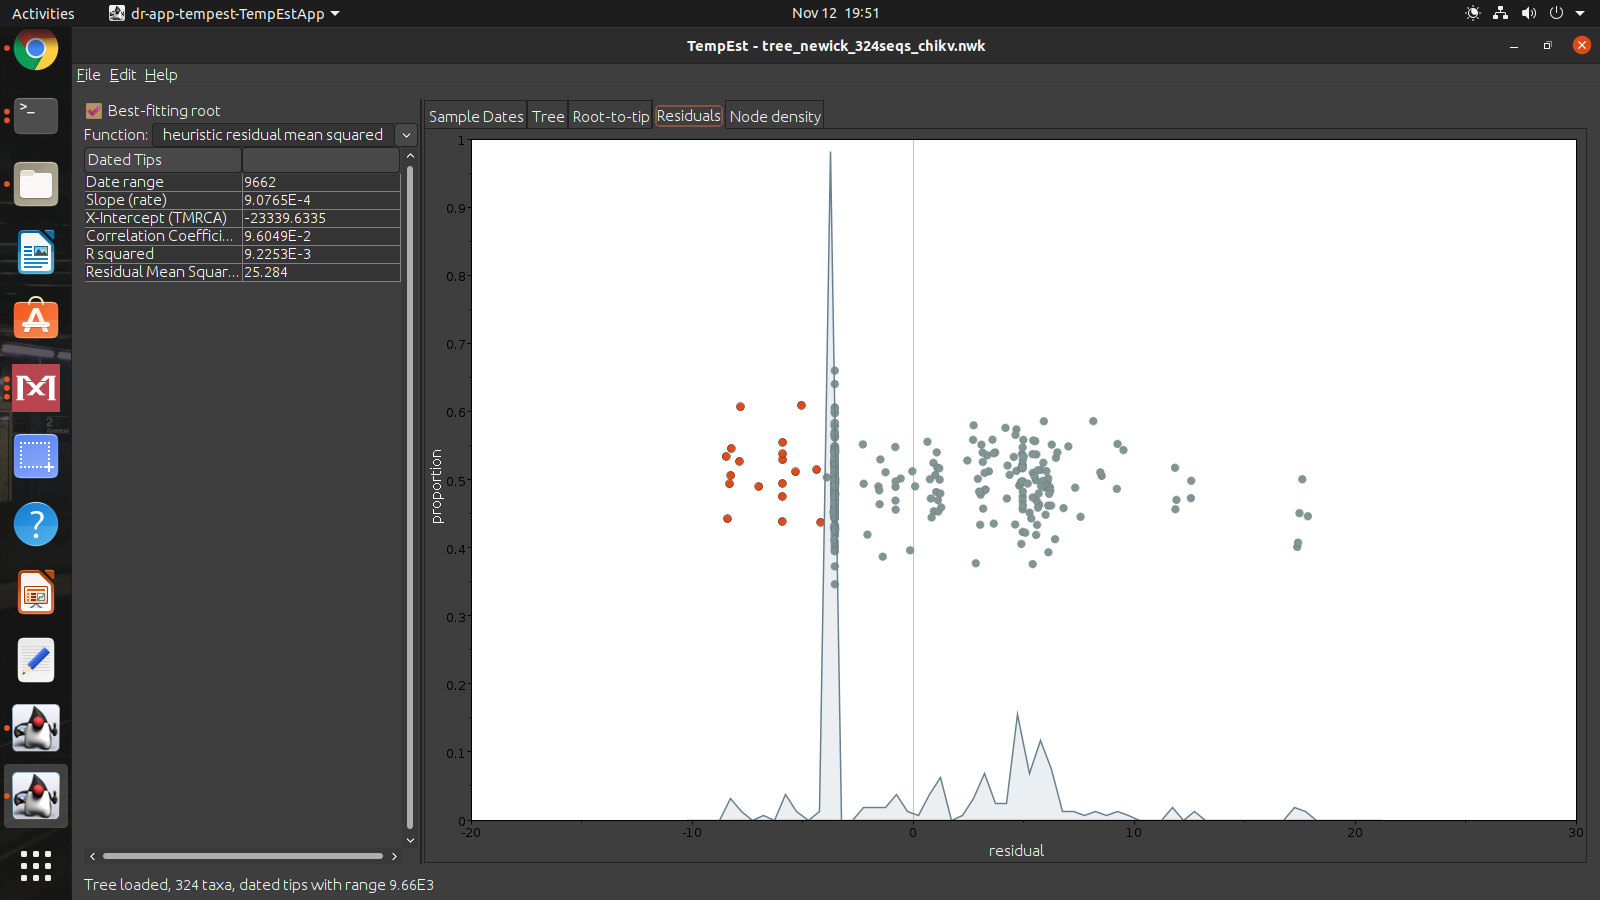 Activities
dr-app-tempest-TempEstApp
Nov 12 19:51
TempEst - tree_newick_324seqs_chikv.nwk
File Edit Help
Best-fitting root
Function: heuristic residual mean squared
Dated Tips
Date range 9662
Slope (rate) 9.0765E-4
X-Intercept (TMRCA) -23339.6335
Correlation Coeffici... 9.6049E-2
R squared 9.2253E-3
Residual Mean Squar... 25.284
Sample Dates Tree Root-to-tip Residuals Node density
1
0.9
0.8
0.7
0.6
0.5
0.4
0.3
0.2
0.1
0
proportion
-20 -10 0 10 20 30
residual
Tree loaded, 324 taxa, dated tips with range 9.66E3